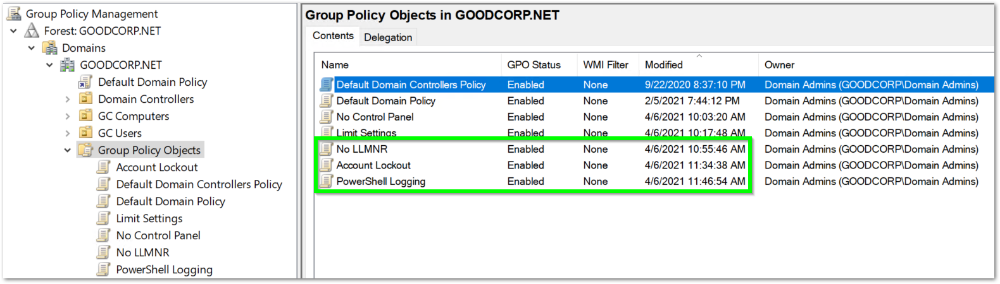 Group Policy Management
Forest: GOODCORP.NET
Domains
GOODCORP.NET
Default Domain Policy
Domain Controllers
GC Computers
GC Users
Group Policy Objects
Account Lockout
Default Domain Controllers Policy
Default Domain Policy
Limit Settings
No Control Panel
No LLMNR
PowerShell Logging
Group Policy Objects in GOODCORP.NET
Contents Delegation
Name GPO Status WMI Filter Modified Owner
Default Domain Controllers Policy Enabled None 9/22/2020 8:37:10 PM Domain Admins (GOODCORP\Domain Admins)
Default Domain Policy Enabled None 2/5/2021 7:44:12 PM Domain Admins (GOODCORP\Domain Admins)
No Control Panel Enabled None 4/6/2021 10:03:20 AM Domain Admins (GOODCORP\Domain Admins)
Limit Settings Enabled None 4/6/2021 10:17:48 AM Domain Admins (GOODCORP\Domain Admins)
No LLMNR Enabled None 4/6/2021 10:55:46 AM Domain Admins (GOODCORP\Domain Admins)
Account Lockout Enabled None 4/6/2021 11:34:38 AM Domain Admins (GOODCORP\Domain Admins)
PowerShell Logging Enabled None 4/6/2021 11:46:54 AM Domain Admins (GOODCORP\Domain Admins)